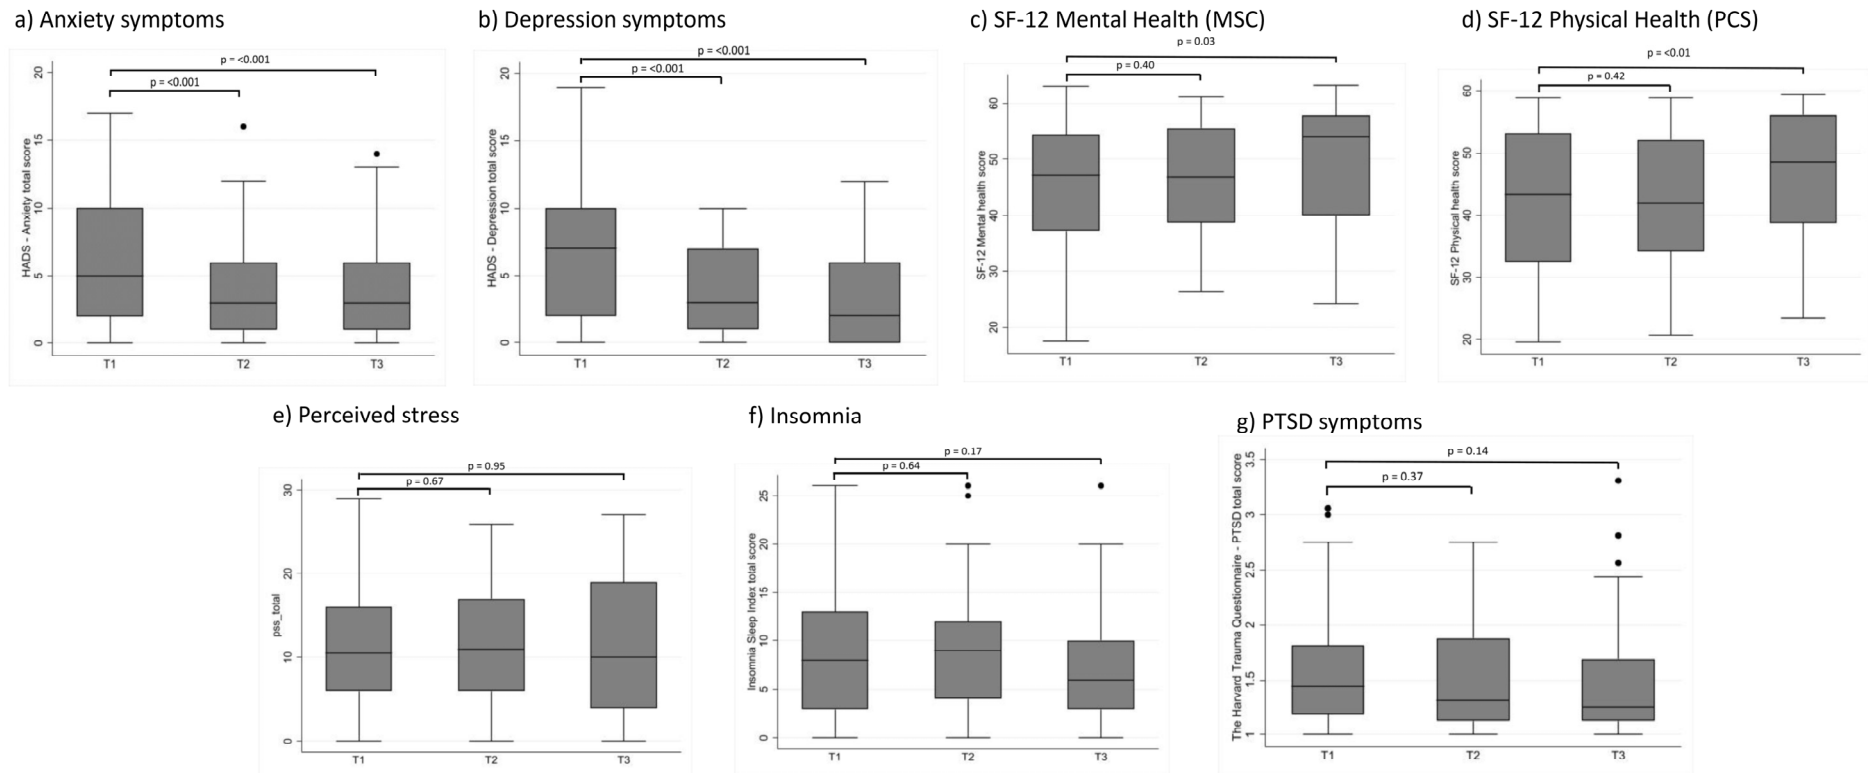 a) Anxiety symptoms
b) Depression symptoms
c) SF-12 Mental Health (MSC)
d) SF-12 Physical Health (PCS)
p = <0.001
p = <0.001
HADS - Anxiety total score
20
15
10
5
0
T1
T2
T3
p = <0.001
p = <0.001
HADS - Depression total score
20
15
10
5
0
T1
T2
T3
p = 0.03
p = 0.40
SF-12 Mental health score
60
50
40
30
20
T1
T2
T3
p = <0.01
p = 0.42
SF-12 Physical health score
60
50
40
30
20
T1
T2
T3
e) Perceived stress
f) Insomnia
g) PTSD symptoms
p = 0.95
p = 0.67
pss_total
30
20
10
0
T1
T2
T3
p = 0.17
p = 0.64
Insomnia Sleep Index total score
25
20
15
10
5
0
T1
T2
T3
p = 0.14
p = 0.37
The Harvard Trauma Questionnaire - PTSD total score
3.5
3
2.5
2
1.5
1
T1
T2
T3